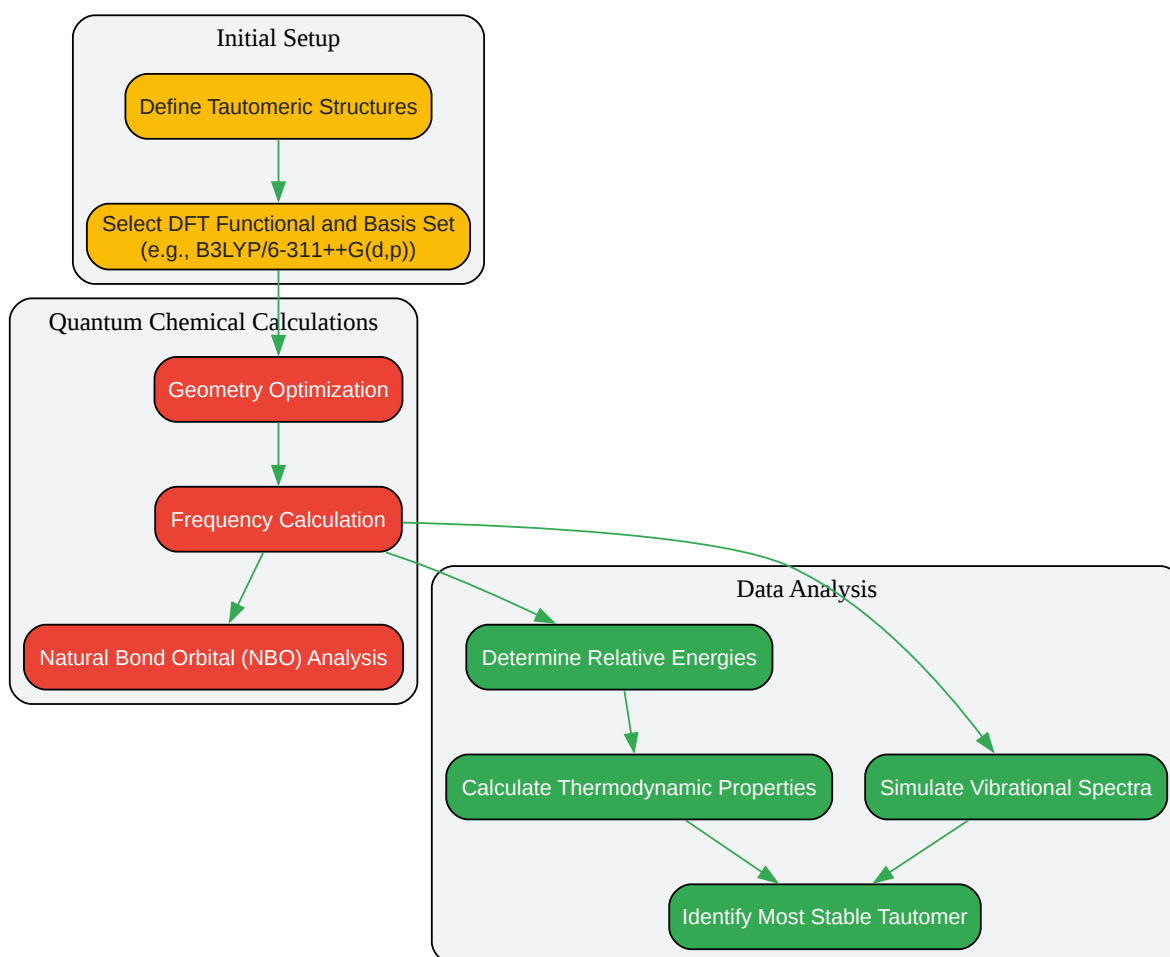 Initial Setup
Define Tautomeric Structures
Select DFT Functional and Basis Set
(e.g., B3LYP/6-311++G(d,p))
Quantum Chemical Calculations
Geometry Optimization
Frequency Calculation
Natural Bond Orbital (NBO) Analysis
Data Analysis
Determine Relative Energies
Calculate Thermodynamic Properties
Simulate Vibrational Spectra
Identify Most Stable Tautomer